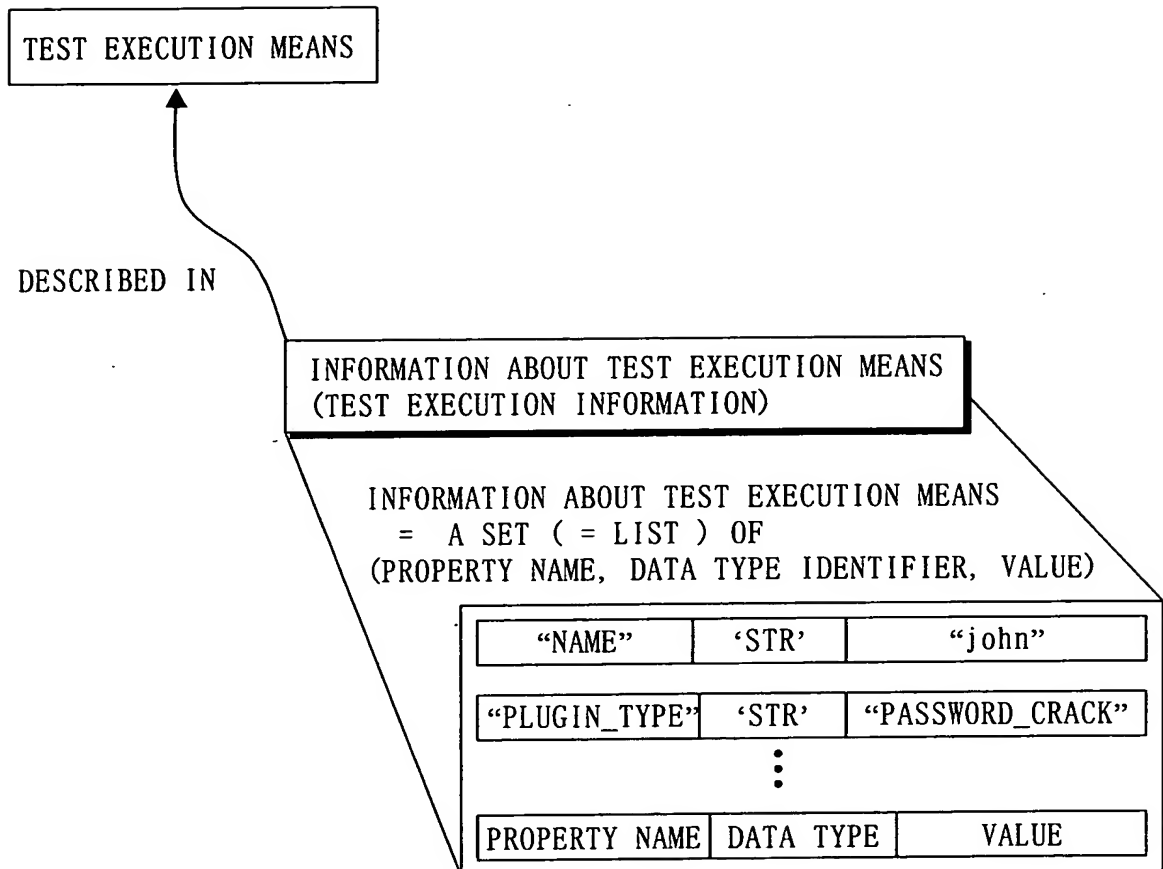 TEST EXECUTION MEANS
DESCRIBED IN
INFORMATION ABOUT TEST EXECUTION MEANS
(TEST EXECUTION INFORMATION)
INFORMATION ABOUT TEST EXECUTION MEANS
= A SET ( = LIST ) OF
(PROPERTY NAME, DATA TYPE IDENTIFIER, VALUE)
“NAME” ‘STR’ “john”
“PLUGIN_TYPE” ‘STR’ “PASSWORD_CRACK”
⋮
PROPERTY NAME DATA TYPE VALUE